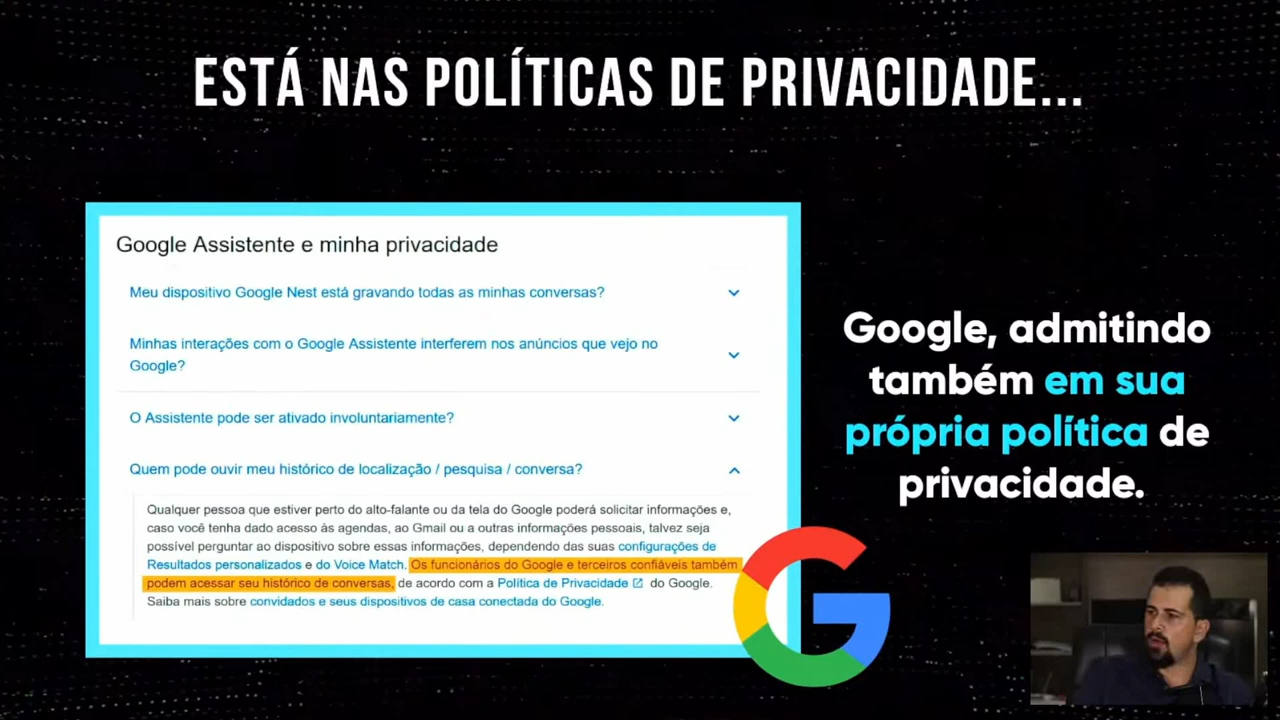 ESTÁ NAS POLÍTICAS DE PRIVACIDADE...
Google Assistente e minha privacidade
Meu dispositivo Google Nest está gravando todas as minhas conversas?
Minhas interações com o Google Assistente interferem nos anúncios que vejo no
Google?
O Assistente pode ser ativado involuntariamente?
Quem pode ouvir meu histórico de localização / pesquisa / conversa?
Qualquer pessoa que estiver perto do alto-falante ou da tela do Google poderá solicitar informações e,
caso você tenha dado acesso às agendas, ao Gmail ou a outras informações pessoais, talvez seja
possível perguntar ao dispositivo sobre essas informações, dependendo das suas configurações de
Resultados personalizados e do Voice Match. Os funcionários do Google e terceiros confiáveis também
podem acessar seu histórico de conversas, de acordo com a Política de Privacidade do Google.
Saiba mais sobre convidados e seus dispositivos de casa conectada do Google.
Google, admitindo
também em sua
própria política de
privacidade.